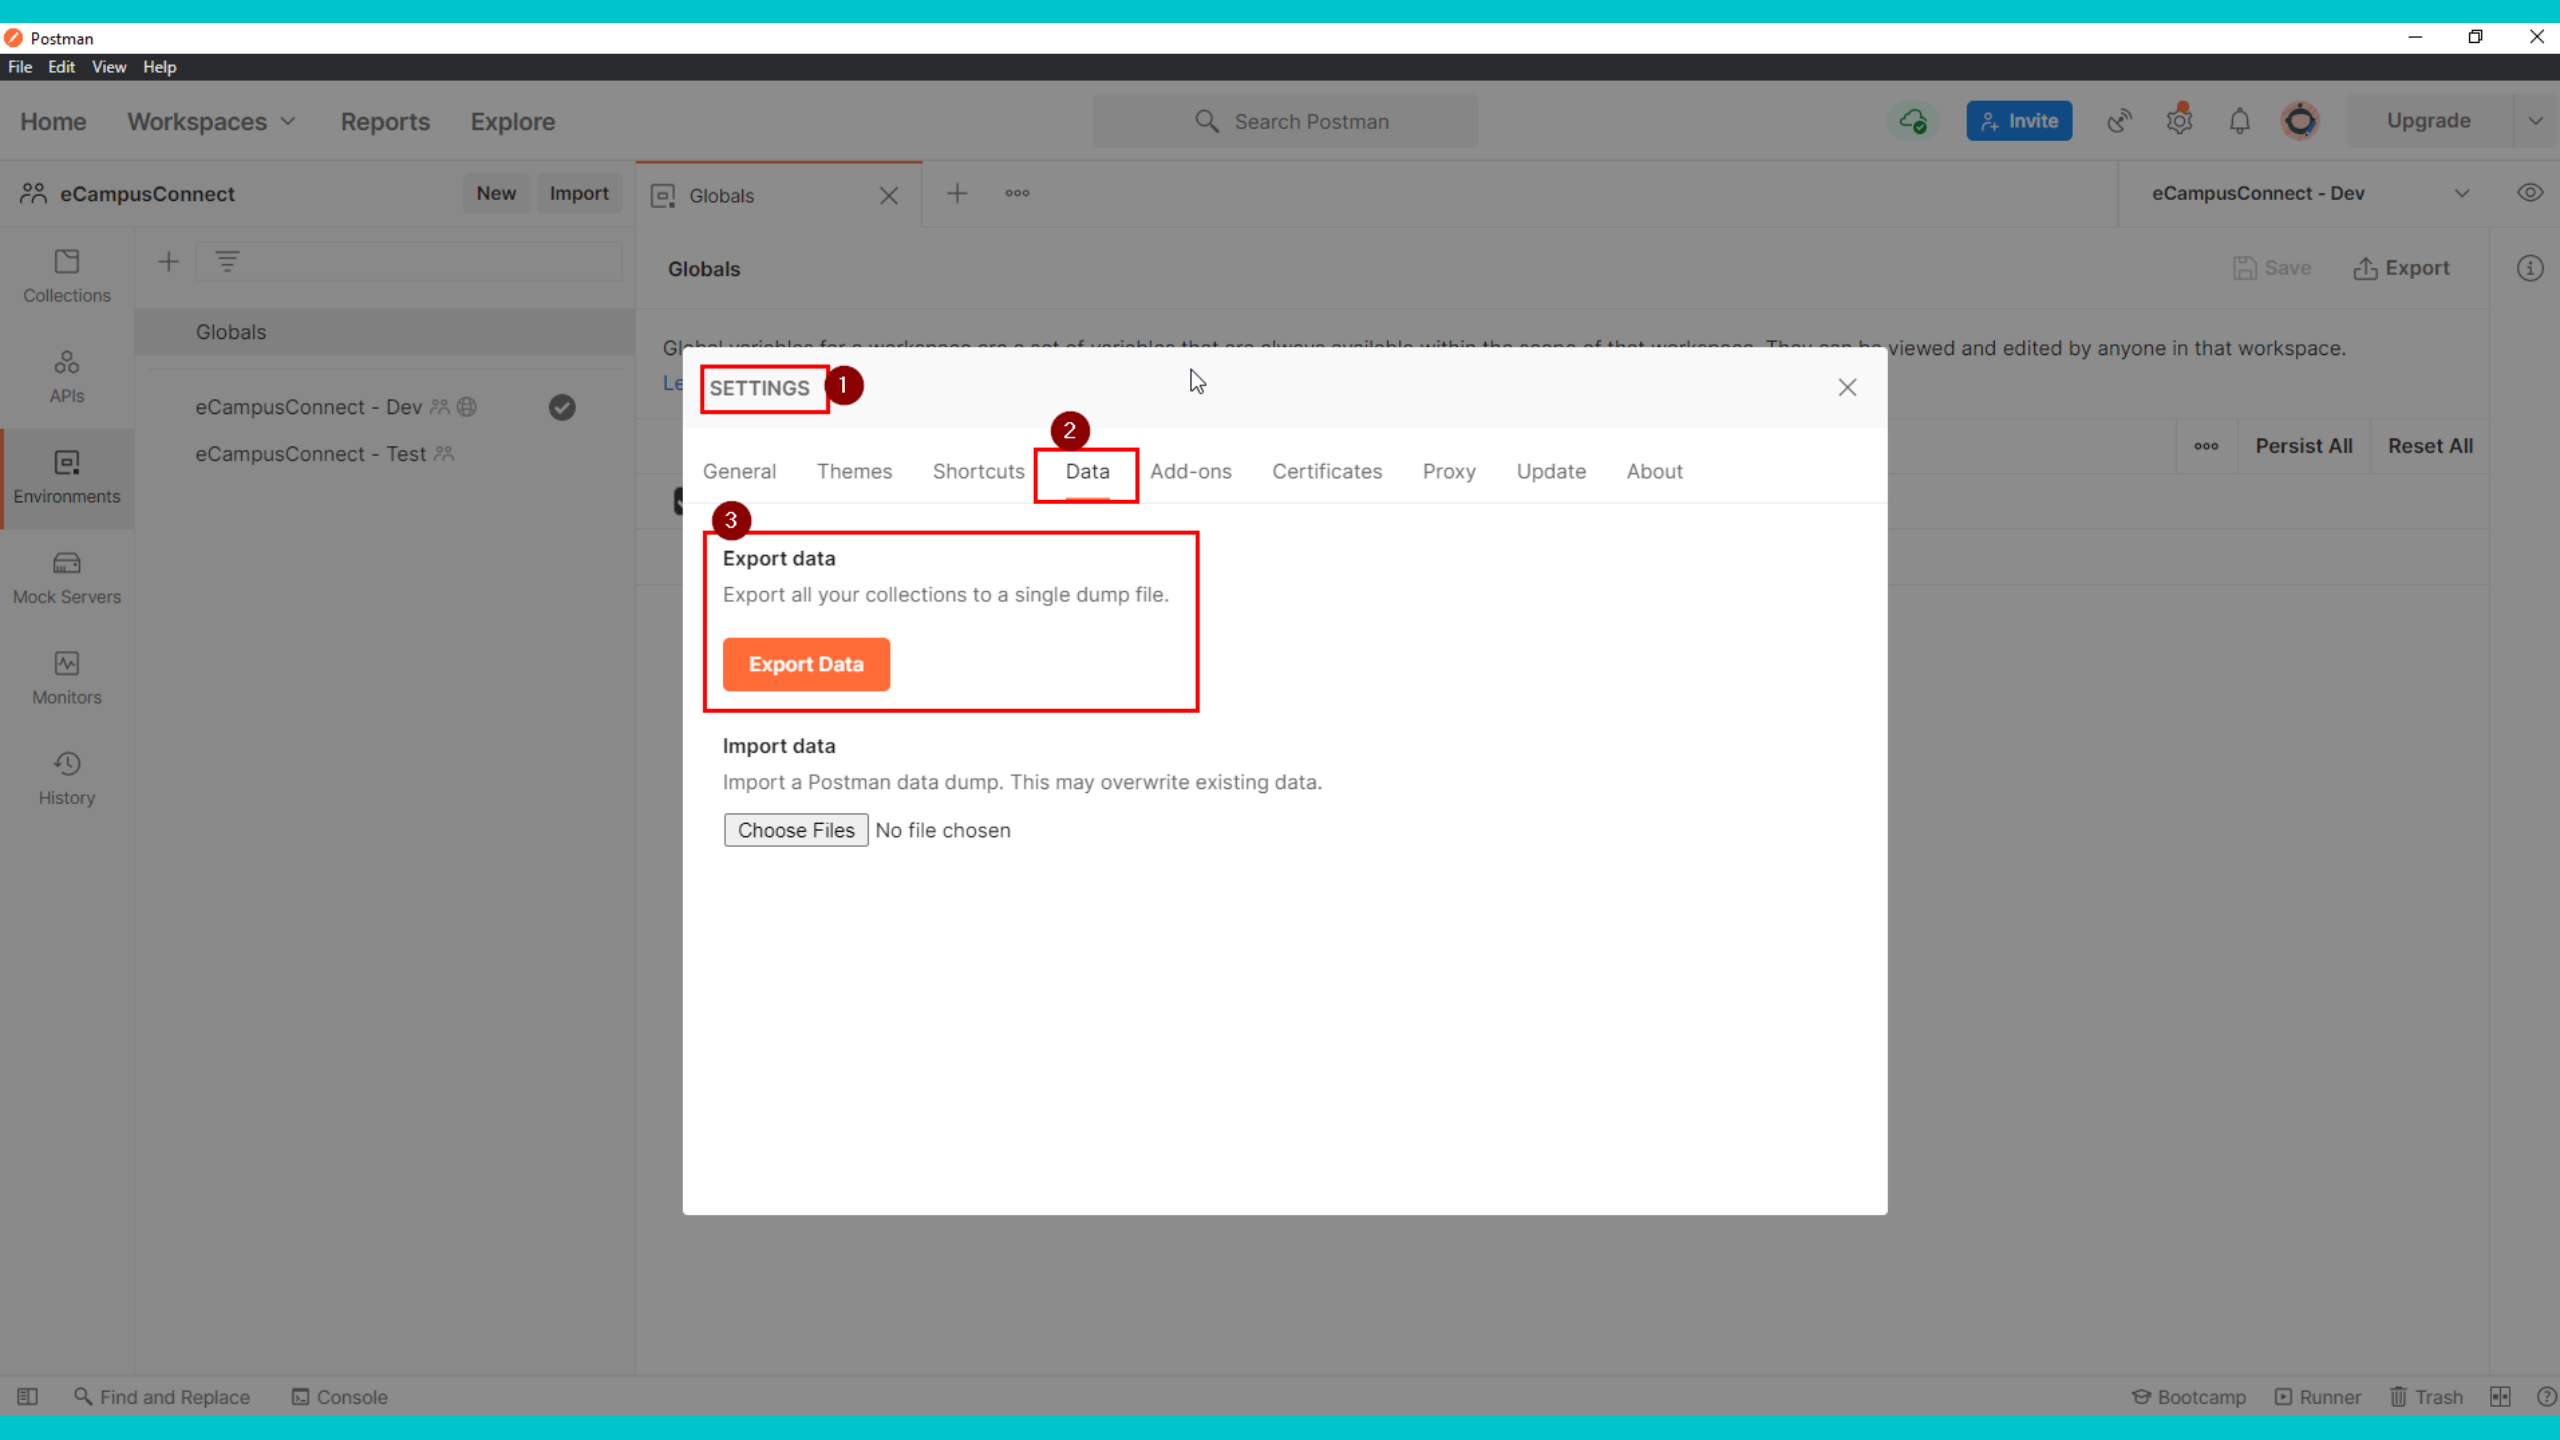 Postman
File Edit View Help
Home Workspaces Reports Explore Search Postman Invite Upgrade
eCampusConnect New Import Globals eCampusConnect - Dev
Collections
Globals Save Export
Globals
viewed and edited by anyone in that workspace.
Le
SETTINGS 1
APIs
eCampusConnect - Dev
2
Persist All Reset All
eCampusConnect - Test
General Themes Shortcuts Data Add-ons Certificates Proxy Update About
Environments
3
Export data
Export all your collections to a single dump file.
Mock Servers
Export Data
Monitors
Import data
Import a Postman data dump. This may overwrite existing data.
History
Choose Files No file chosen
Find and Replace Console Bootcamp Runner Trash